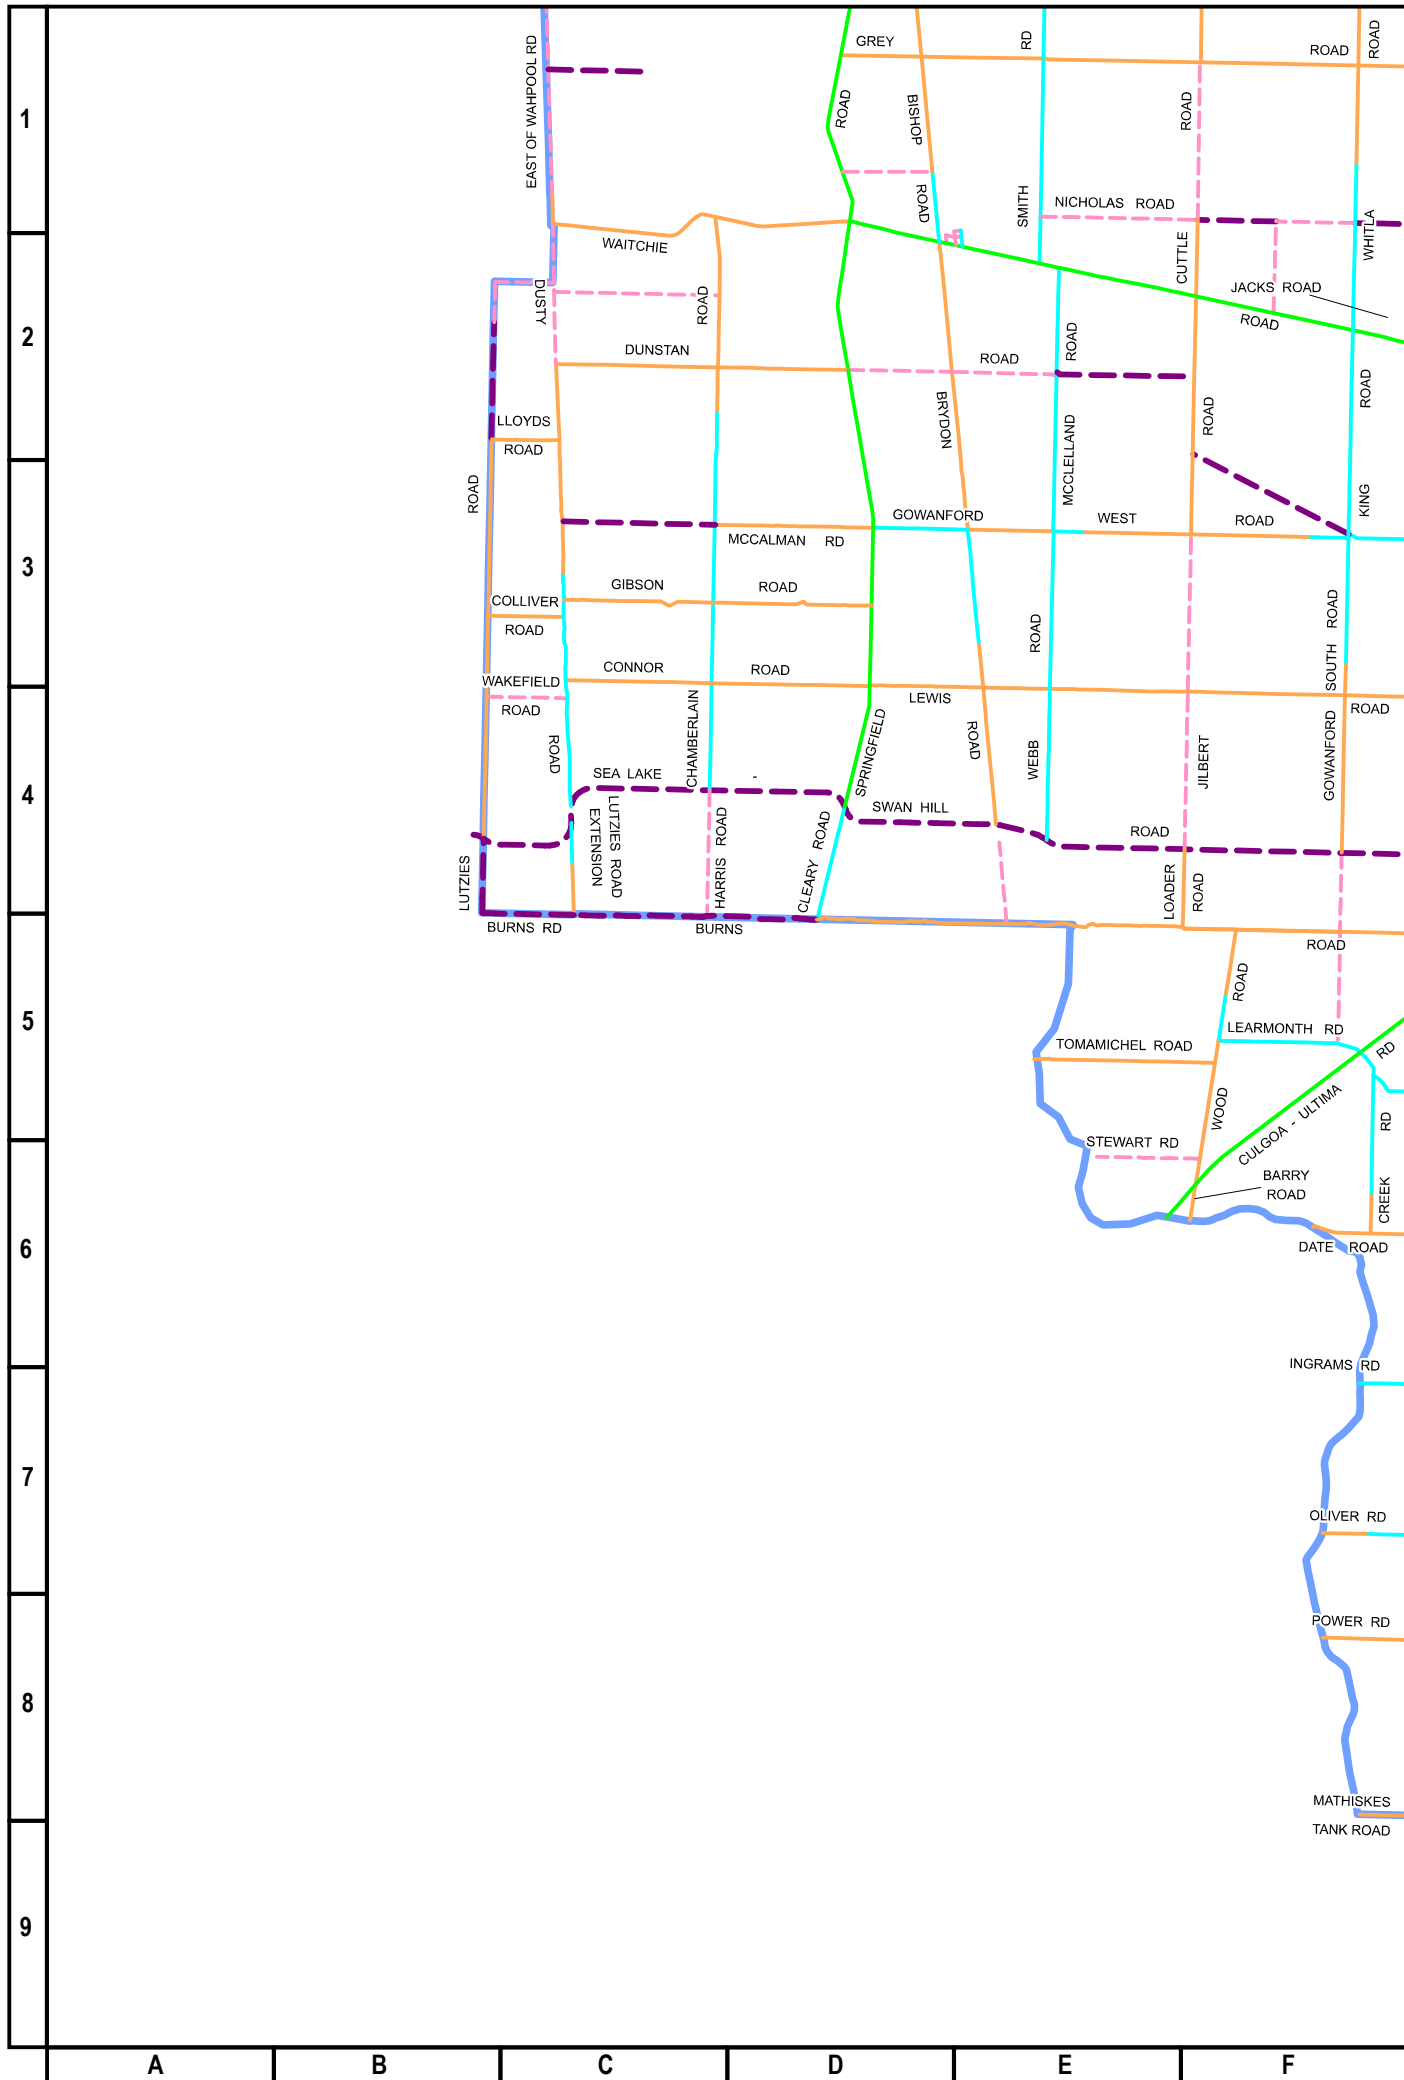 EAST OF WAHPOOL RD
GREY
RD
ROAD
ROAD
1
ROAD
BISHOP
ROAD
ROAD
SMITH
NICHOLAS ROAD
WHITLA
WAITCHIE
CUTTLE
DUSTY
ROAD
JACKS ROAD
ROAD
2
DUNSTAN
ROAD
ROAD
ROAD
BRYDON
ROAD
LLOYDS
ROAD
MCCLELLAND
ROAD
KING
GOWANFORD
WEST
ROAD
MCCALMAN RD
3
GIBSON
ROAD
COLLIVER
ROAD
ROAD
ROAD
SOUTH
CONNOR
ROAD
WAKEFIELD
ROAD
LEWIS
ROAD
CHAMBERLAIN
SPRINGFIELD
ROAD
ROAD
WEBB
JILBERT
GOWANFORD
4
SEA LAKE
-
SWAN HILL
ROAD
LUTZIES ROAD
EXTENSION
HARRIS ROAD
CLEARY ROAD
LUTZIES
LOADER
ROAD
BURNS RD
BURNS
ROAD
5
ROAD
LEARMONTH RD
TOMAMICHEL ROAD
RD
WOOD
CULGOA - ULTIMA
RD
STEWART RD
BARRY
ROAD
CREEK
6
DATE ROAD
INGRAMS RD
7
OLIVER RD
POWER RD
8
MATHISKES
TANK ROAD
9
A
B
C
D
E
F